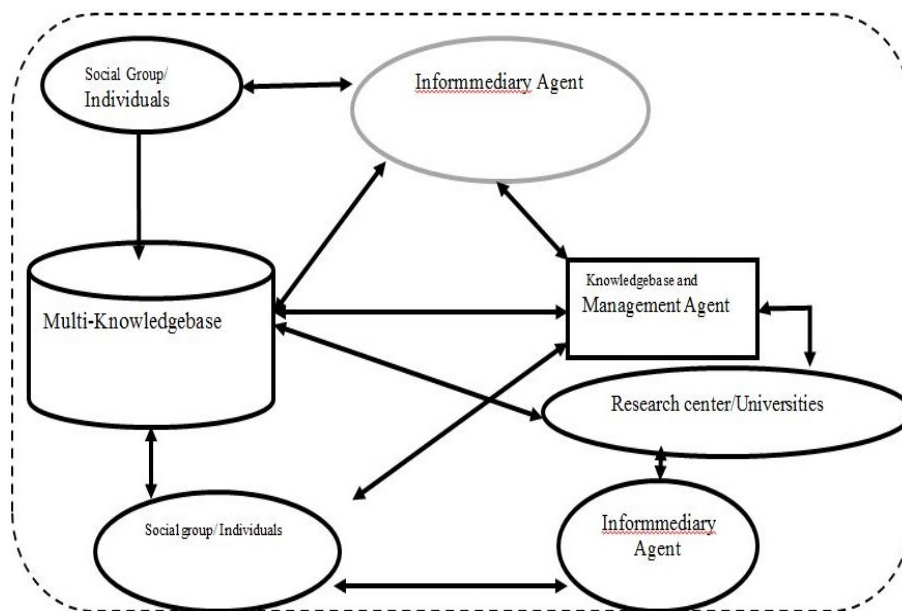 Social Group/
Individuals
Informmediary Agent
Knowledgebase and
Management Agent
Multi-Knowledgebase
Research center/Universities
Social group/ Individuals
Informmediary
Agent